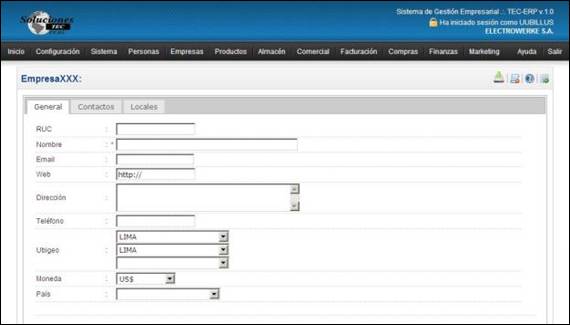 Soluciones
TEC
PERU
Sistema de Gestión Empresarial .:. TEC-ERP v.1.0
Ha iniciado sesión como UUBILLUS
ELECTROWERKE S.A.
Inicio Configuración Sistema Personas Empresas Productos Almacén Comercial Facturación Compras Finanzas Marketing Ayuda Salir
EmpresaXXX:
General Contactos Locales
RUC :
Nombre : *
Email :
Web : http://
Dirección :
Teléfono :
LIMA
Ubigeo : LIMA
Moneda : US$
País :